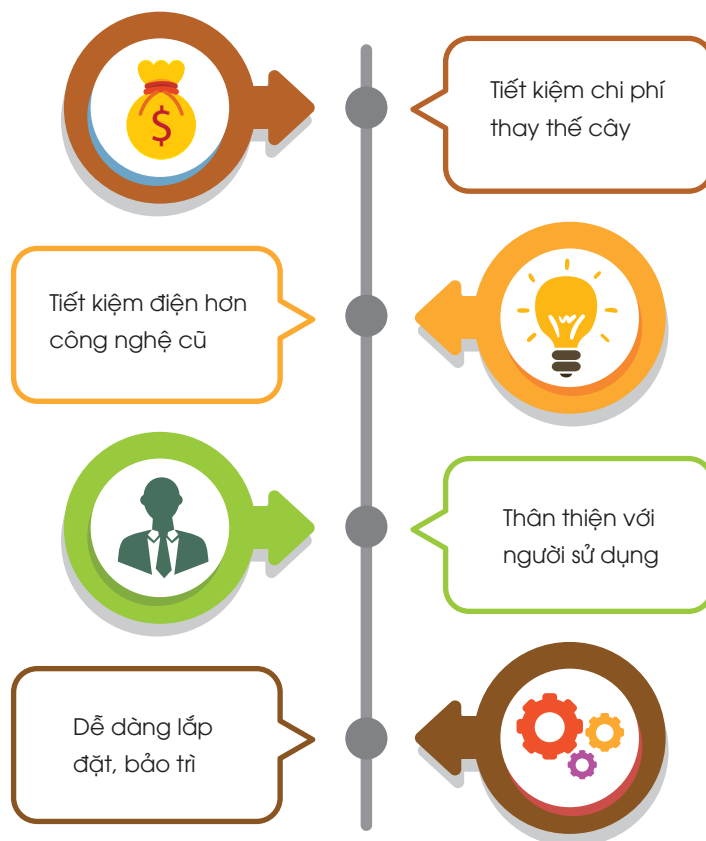 $
Tiết kiệm chi phí
thay thế cây
Tiết kiệm điện hơn
công nghệ cũ
Thân thiện với
người sử dụng
Dễ dàng lắp
đặt, bảo trì